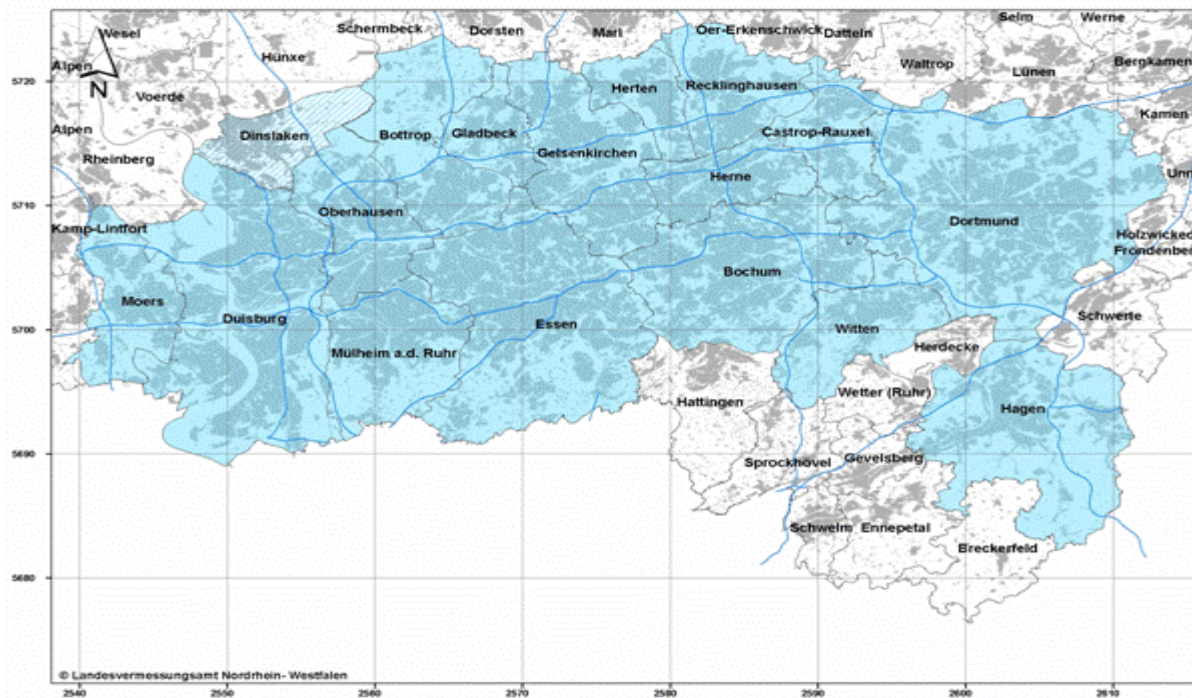 Wesel
Schermbeck
Dorsten
Marl
Oer-Erkenschwick
Datteln
Selm
Werne
Alpen
N
Hünxe
Waltrop
Lünen
Bergkamen
5720
Voerde
Herten
Recklinghausen
Kamen
Alpen
Dinslaken
Bottrop
Gladbeck
Castrop-Rauxel
Rheinberg
Gelsenkirchen
Herne
Unn
5710
Oberhausen
Dortmund
Kamp-Lintfort
Holzwicked
Frondenber
Moers
Bochum
Duisburg
Essen
Witten
Schwerte
5700
Mülheim a.d. Ruhr
Herdecke
Hattingen
Wetter (Ruhr)
Hagen
5690
Sprockhövel
Gevelsberg
Schwelm
Ennepetal
Breckerfeld
5680
© Landesvermessungsamt Nordrhein- Westfalen
2540
2550
2560
2570
2580
2590
2600
2610